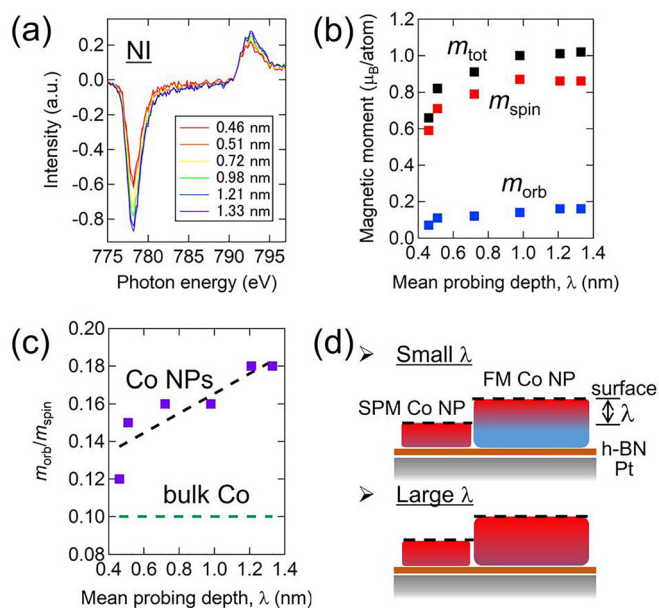 (a)
NI
0.2
0.0
-0.2
-0.4
-0.6
-0.8
Intensity (a.u.)
0.46 nm
0.51 nm
0.72 nm
0.98 nm
1.21 nm
1.33 nm
775 780 785 790 795
Photon energy (eV)
(b)
1.0
0.8
0.6
0.4
0.2
0.0
Magnetic moment (μB/atom)
mtot
mspin
morb
0.4 0.6 0.8 1.0 1.2 1.4
Mean probing depth, λ (nm)
(c)
0.20
0.18
0.16
0.14
0.12
0.10
0.08
morb/mspin
Co NPs
bulk Co
0.4 0.6 0.8 1.0 1.2 1.4
Mean probing depth, λ (nm)
(d)
➢ Small λ
FM Co NP
surface
SPM Co NP
λ
h-BN
Pt
➢ Large λ